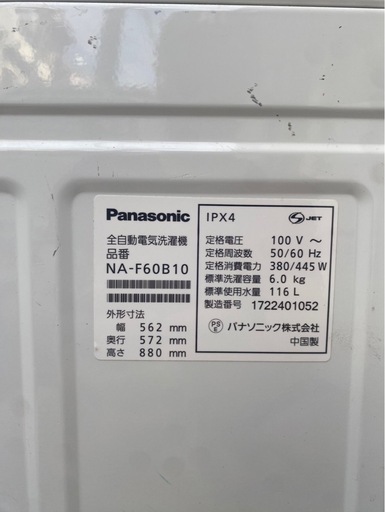 Panasonic
全自動電気洗濯機
品番
NA-F60B10
外形寸法
幅 562 mm
奥行 572 mm
高さ 880 mm
IPX4
S JET
定格電圧 100 V ～
定格周波数 50/60 Hz
定格消費電力 380/445 W
標準洗濯容量 6.0 kg
標準使用水量 116 L
製造番号 1722401052
PS E パナソニック株式会社
中国製